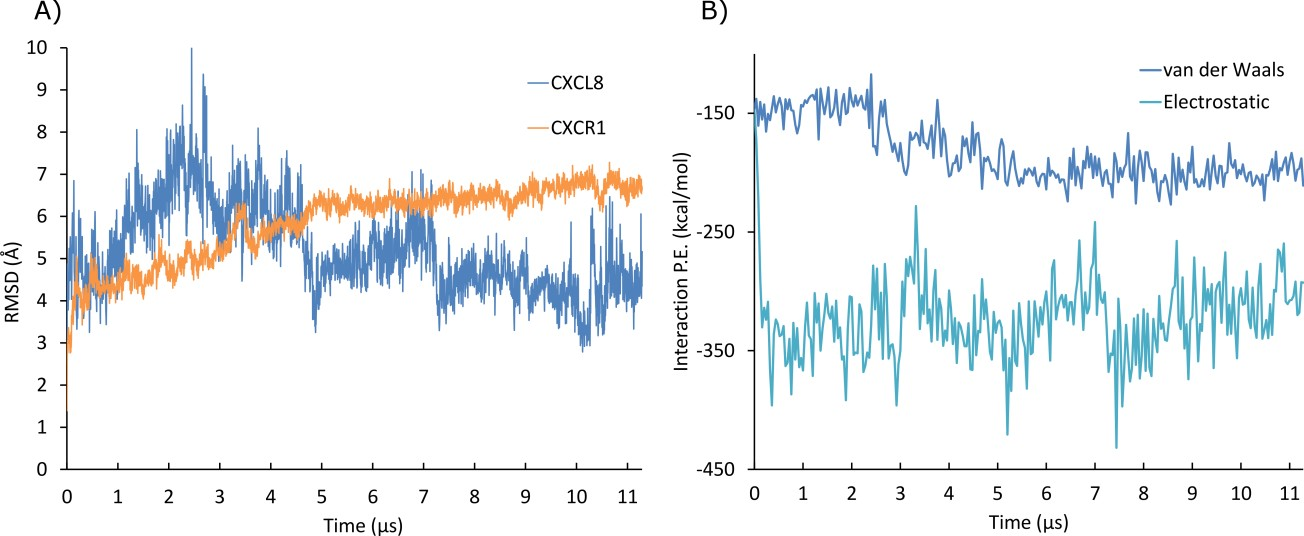 A)
10
9
8
7
6
5
4
3
2
1
0
RMSD (Å)
CXCL8
CXCR1
0 1 2 3 4 5 6 7 8 9 10 11
Time (μs)
B)
-150
-250
-350
-450
Interaction P.E. (kcal/mol)
van der Waals
Electrostatic
0 1 2 3 4 5 6 7 8 9 10 11
Time (μs)